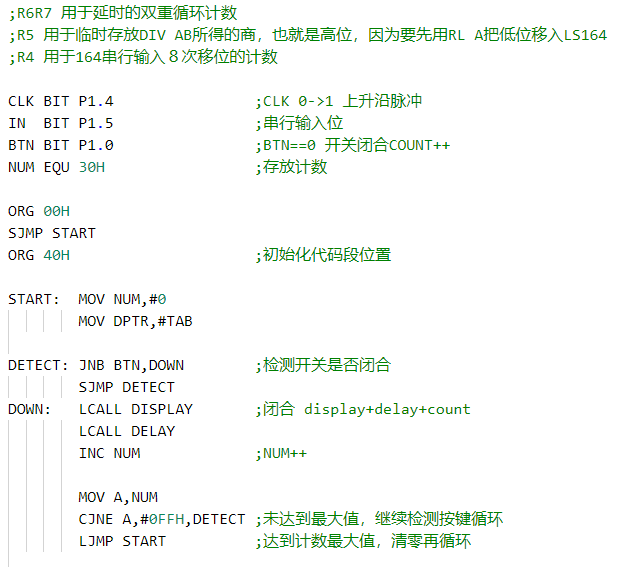 ;R6R7 用于延时的双重循环计数
;R5 用于临时存放DIV AB所得的商，也就是高位，因为要先用RL A把低位移入LS164
;R4 用于164串行输入８次移位的计数
CLK BIT P1.4 ;CLK 0->1 上升沿脉冲
IN BIT P1.5 ;串行输入位
BTN BIT P1.0 ;BTN==0 开关闭合COUNT++
NUM EQU 30H ;存放计数
ORG 00H
SJMP START
ORG 40H ;初始化代码段位置
START: MOV NUM,#0
MOV DPTR,#TAB
DETECT: JNB BTN,DOWN ;检测开关是否闭合
SJMP DETECT
DOWN: LCALL DISPLAY ;闭合 display+delay+count
LCALL DELAY
INC NUM ;NUM++
MOV A,NUM
CJNE A,#0FFH,DETECT ;未达到最大值，继续检测按键循环
LJMP START ;达到计数最大值，清零再循环